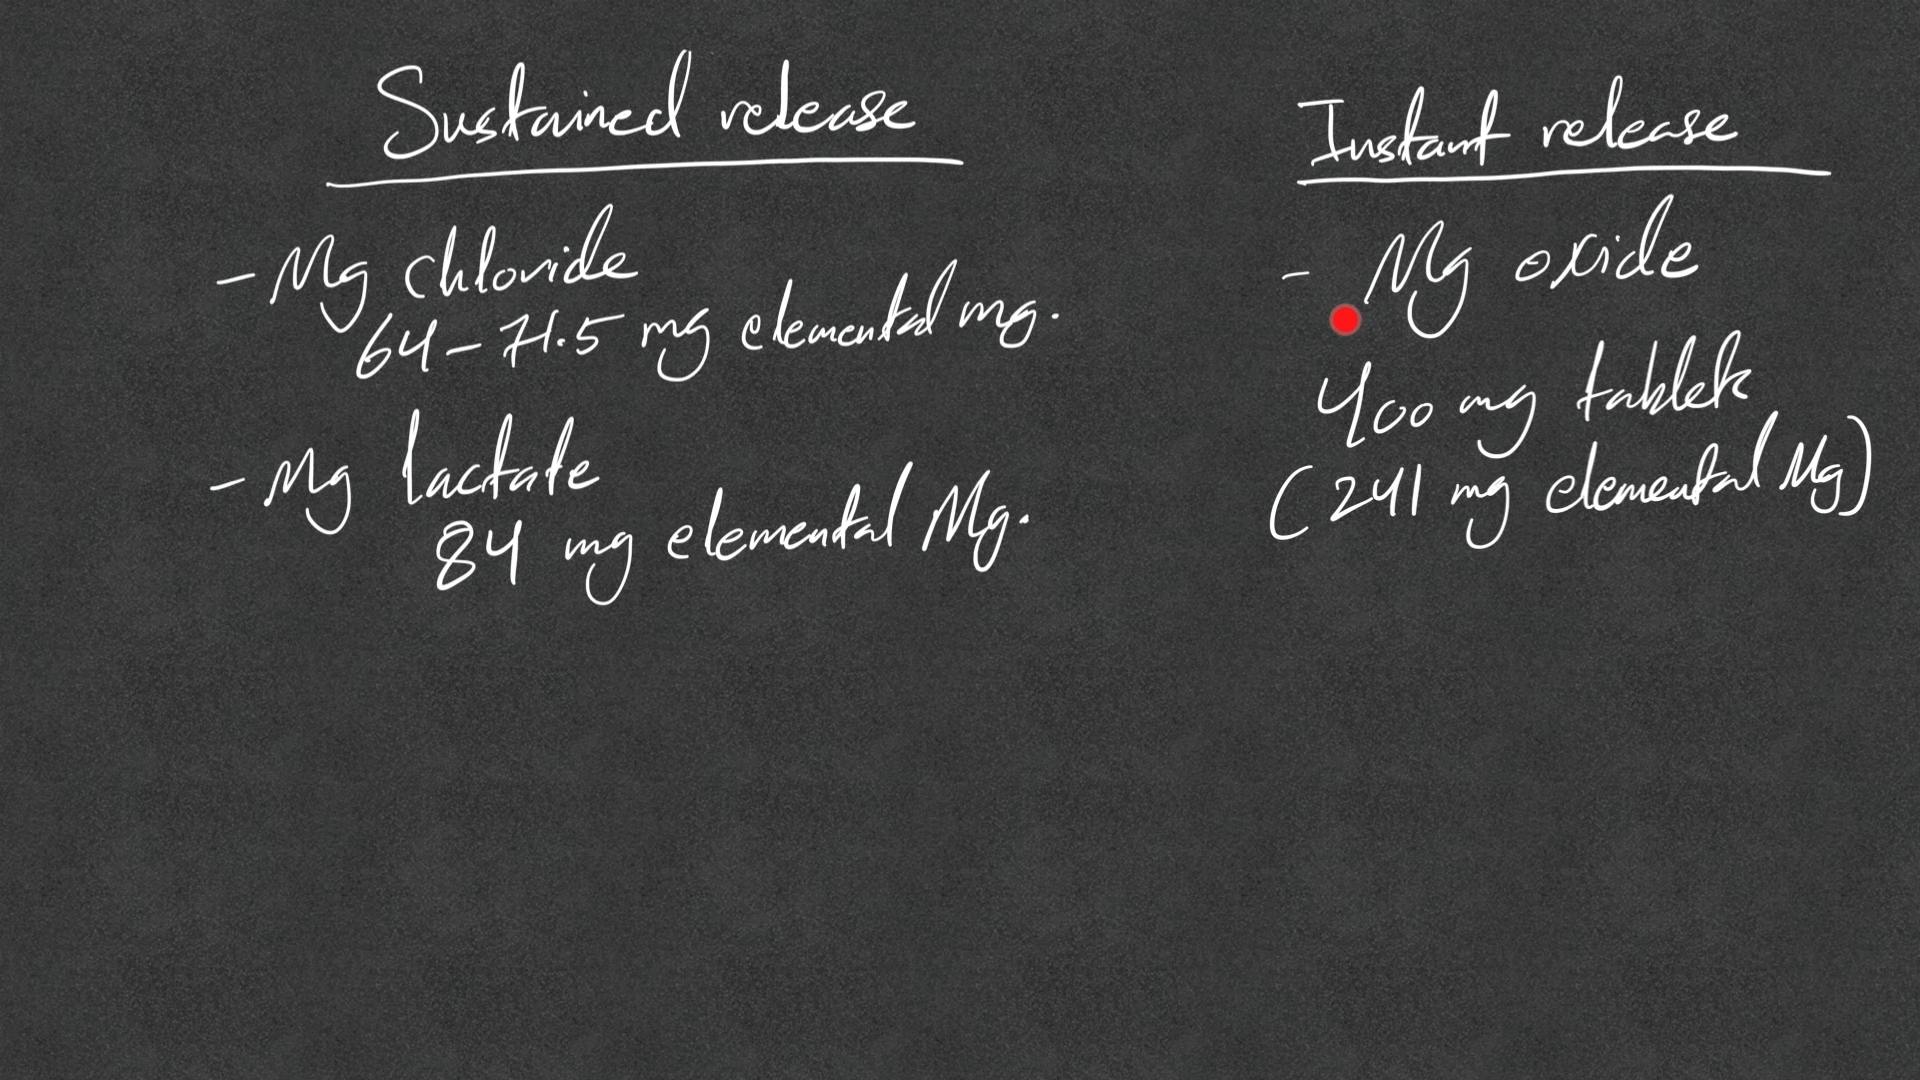 Sustained release
- Mg chloride
64 - 71.5 mg elemental mg.
- Mg lactate
84 mg elemental Mg.
Instant release
- Mg oxide
400 mg tablets
(241 mg elemental Mg)